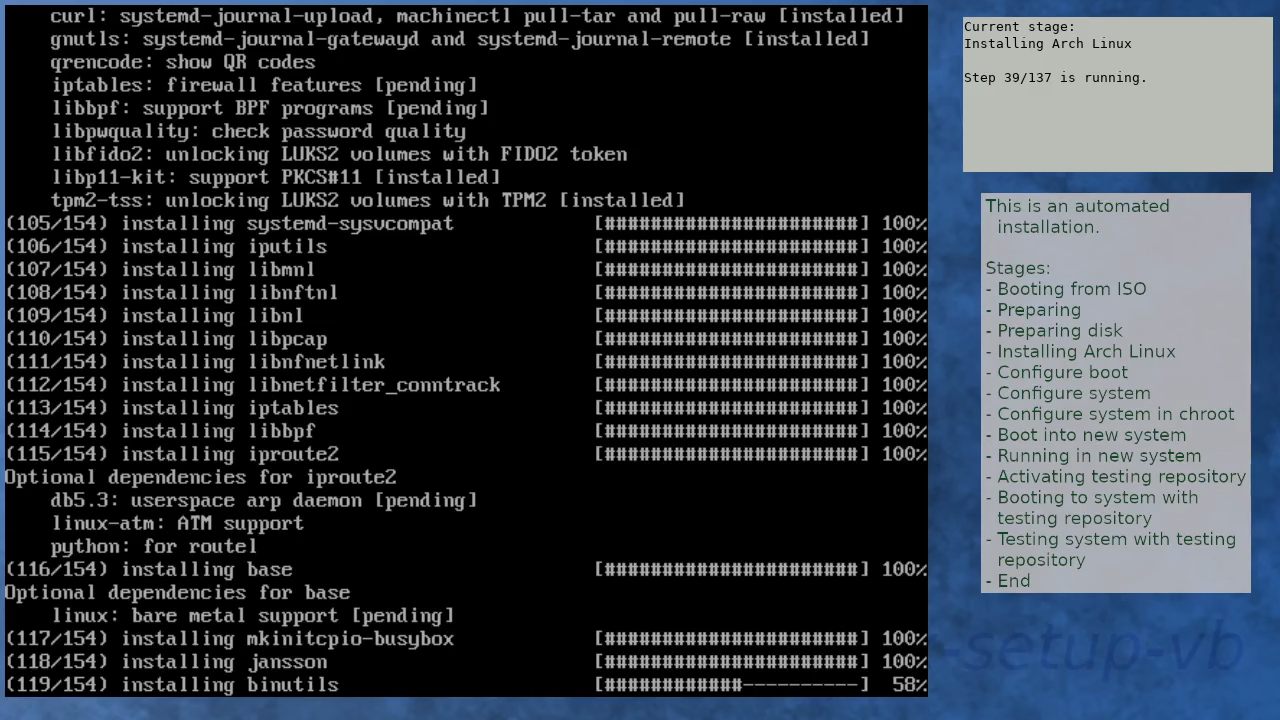 curl: systemd-journal-upload, machinectl pull-tar and pull-raw [installed]
gnutls: systemd-journal-gatewayd and systemd-journal-remote [installed]
qrencode: show QR codes
iptables: firewall features [pending]
libbpf: support BPF programs [pending]
libpwquality: check password quality
libfido2: unlocking LUKS2 volumes with FIDO2 token
libp11-kit: support PKCS#11 [installed]
tpm2-tss: unlocking LUKS2 volumes with TPM2 [installed]
(105/154) installing systemd-sysvcompat [######################] 100%
(106/154) installing iputils [######################] 100%
(107/154) installing libmnl [######################] 100%
(108/154) installing libnftnl [######################] 100%
(109/154) installing libnl [######################] 100%
(110/154) installing libpcap [######################] 100%
(111/154) installing libnfnetlink [######################] 100%
(112/154) installing libnetfilter_conntrack [######################] 100%
(113/154) installing iptables [######################] 100%
(114/154) installing libbpf [######################] 100%
(115/154) installing iproute2 [######################] 100%
Optional dependencies for iproute2
db5.3: userspace arp daemon [pending]
linux-atm: ATM support
python: for routel
(116/154) installing base [######################] 100%
Optional dependencies for base
linux: bare metal support [pending]
(117/154) installing mkinitcpio-busybox [######################] 100%
(118/154) installing jansson [######################] 100%
(119/154) installing binutils [############----------] 58%
Current stage:
Installing Arch Linux
Step 39/137 is running.
This is an automated
installation.
Stages:
- Booting from ISO
- Preparing
- Preparing disk
- Installing Arch Linux
- Configure boot
- Configure system
- Configure system in chroot
- Boot into new system
- Running in new system
- Activating testing repository
- Booting to system with
testing repository
- Testing system with testing
repository
- End
-setup-vb